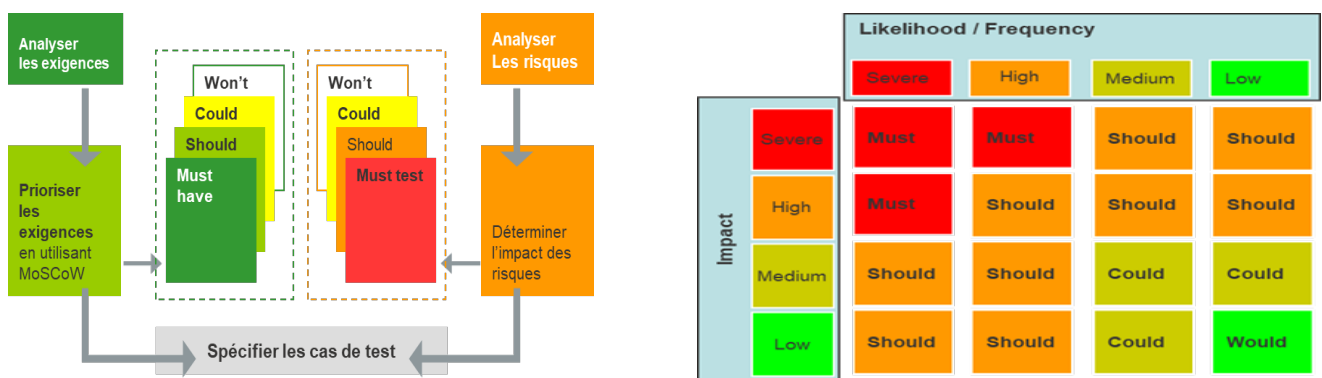 Analyser
les exigences
Prioriser
les
exigences
en utilisant
MoSCoW
Won't
Could
Should
Must
have
Won't
Could
Should
Must test
Analyser
Les risques
Déterminer
l'impact des
risques
Spécifier les cas de test
Likelihood / Frequency
Severe High Medium Low
Impact
Severe Must Must Should Should
High Must Should Should Should
Medium Should Should Could Could
Low Should Should Could Would